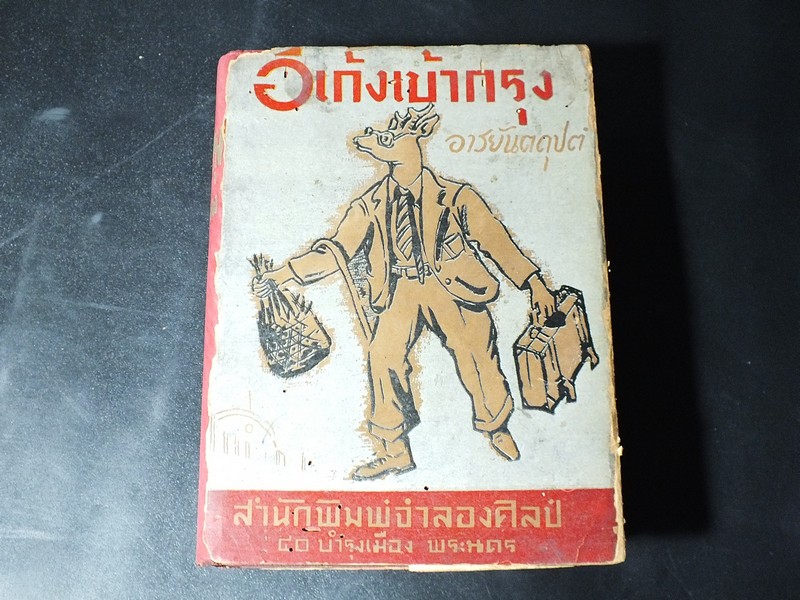 อีเก้งเข้ากรุง
อาชยันตตุปต์
สำนักพิมพ์จำลองศิลป์
๘๐ บำรุงเมือง พระนคร